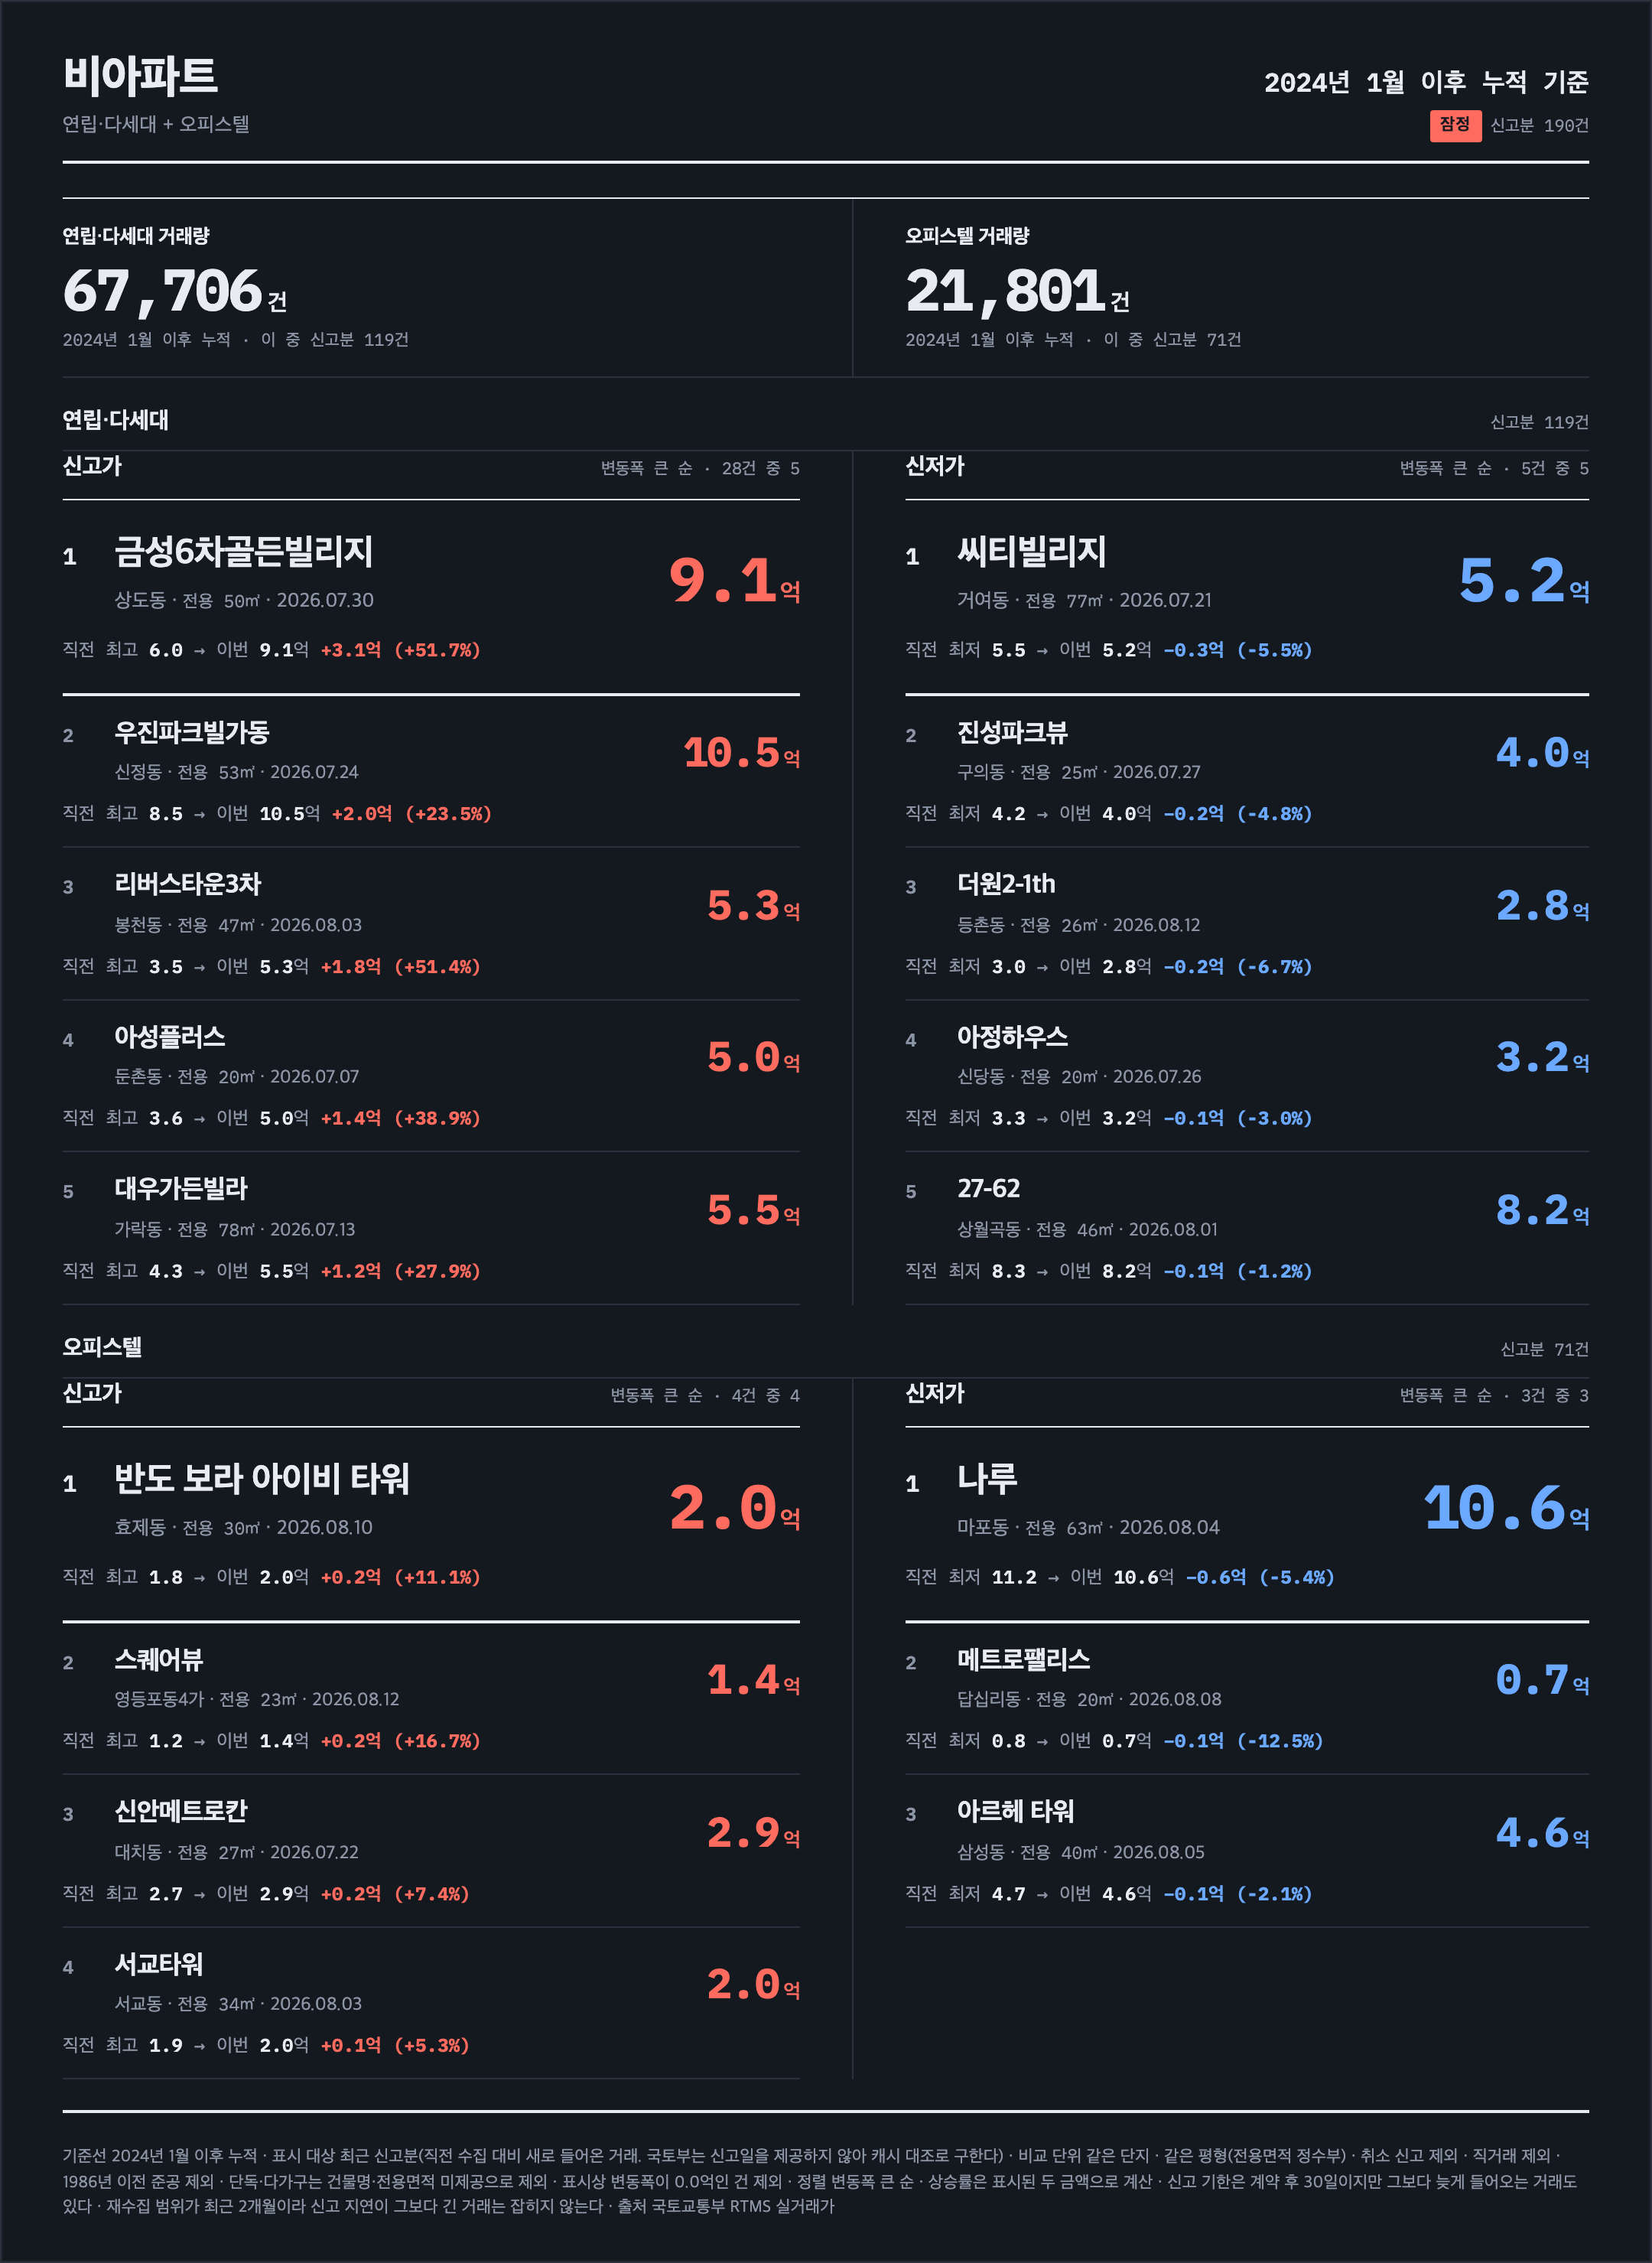 비아파트
2024년 1월 이후 누적 기준
연립·다세대 + 오피스텔
잠정 신고분 190건
연립·다세대 거래량
67,706건
2024년 1월 이후 누적 · 이 중 신고분 119건
오피스텔 거래량
21,801건
2024년 1월 이후 누적 · 이 중 신고분 71건
연립·다세대
신고분 119건
신고가
변동폭 큰 순 · 28건 중 5
1 금성6차골든빌리지
9.1억
상도동 · 전용 50㎡ · 2026.07.30
직전 최고 6.0 → 이번 9.1억 +3.1억 (+51.7%)
2 우진파크빌가동
10.5억
신정동 · 전용 53㎡ · 2026.07.24
직전 최고 8.5 → 이번 10.5억 +2.0억 (+23.5%)
3 리버스타운3차
5.3억
봉천동 · 전용 47㎡ · 2026.08.03
직전 최고 3.5 → 이번 5.3억 +1.8억 (+51.4%)
4 아성플러스
5.0억
둔촌동 · 전용 20㎡ · 2026.07.07
직전 최고 3.6 → 이번 5.0억 +1.4억 (+38.9%)
5 대우가든빌라
5.5억
가락동 · 전용 78㎡ · 2026.07.13
직전 최고 4.3 → 이번 5.5억 +1.2억 (+27.9%)
신저가
변동폭 큰 순 · 5건 중 5
1 씨티빌리지
5.2억
거여동 · 전용 77㎡ · 2026.07.21
직전 최저 5.5 → 이번 5.2억 −0.3억 (-5.5%)
2 진성파크뷰
4.0억
구의동 · 전용 25㎡ · 2026.07.27
직전 최저 4.2 → 이번 4.0억 −0.2억 (-4.8%)
3 더원2-1th
2.8억
등촌동 · 전용 26㎡ · 2026.08.12
직전 최저 3.0 → 이번 2.8억 −0.2억 (-6.7%)
4 아정하우스
3.2억
신당동 · 전용 20㎡ · 2026.07.26
직전 최저 3.3 → 이번 3.2억 −0.1억 (-3.0%)
5 27-62
8.2억
상월곡동 · 전용 46㎡ · 2026.08.01
직전 최저 8.3 → 이번 8.2억 −0.1억 (-1.2%)
오피스텔
신고분 71건
신고가
변동폭 큰 순 · 4건 중 4
1 반도 보라 아이비 타워
2.0억
효제동 · 전용 30㎡ · 2026.08.10
직전 최고 1.8 → 이번 2.0억 +0.2억 (+11.1%)
2 스퀘어뷰
1.4억
영등포동4가 · 전용 23㎡ · 2026.08.12
직전 최고 1.2 → 이번 1.4억 +0.2억 (+16.7%)
3 신안메트로칸
2.9억
대치동 · 전용 27㎡ · 2026.07.22
직전 최고 2.7 → 이번 2.9억 +0.2억 (+7.4%)
4 서교타워
2.0억
서교동 · 전용 34㎡ · 2026.08.03
직전 최고 1.9 → 이번 2.0억 +0.1억 (+5.3%)
신저가
변동폭 큰 순 · 3건 중 3
1 나루
10.6억
마포동 · 전용 63㎡ · 2026.08.04
직전 최저 11.2 → 이번 10.6억 −0.6억 (-5.4%)
2 메트로팰리스
0.7억
답십리동 · 전용 20㎡ · 2026.08.08
직전 최저 0.8 → 이번 0.7억 −0.1억 (-12.5%)
3 아르헤 타워
4.6억
삼성동 · 전용 40㎡ · 2026.08.05
직전 최저 4.7 → 이번 4.6억 −0.1억 (-2.1%)
기준선 2024년 1월 이후 누적 · 표시 대상 최근 신고분(직전 수집 대비 새로 들어온 거래. 국토부는 신고일을 제공하지 않아 캐시 대조로 구한다) · 비교 단위 같은 단지 · 같은 평형(전용면적 정수부) · 취소 신고 제외 · 직거래 제외 ·
1986년 이전 준공 제외 · 단독·다가구는 건물명·전용면적 미제공으로 제외 · 표시상 변동폭이 0.0억인 건 제외 · 정렬 변동폭 큰 순 · 상승률은 표시된 두 금액으로 계산 · 신고 기한은 계약 후 30일이지만 그보다 늦게 들어오는 거래도
있다 · 재수집 범위가 최근 2개월이라 신고 지연이 그보다 긴 거래는 잡히지 않는다 · 출처 국토교통부 RTMS 실거래가